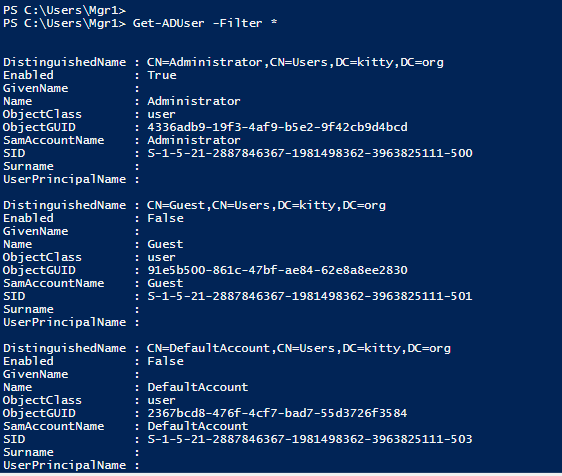 PS C:\Users\Mgr1>
PS C:\Users\Mgr1> Get-ADUser -Filter *
DistinguishedName : CN=Administrator,CN=Users,DC=kitty,DC=org
Enabled : True
GivenName :
Name : Administrator
ObjectClass : user
ObjectGUID : 4336adb9-19f3-4af9-b5e2-9f42cb9d4bcd
SamAccountName : Administrator
SID : S-1-5-21-2887846367-1981498362-3963825111-500
Surname :
UserPrincipalName :
DistinguishedName : CN=Guest,CN=Users,DC=kitty,DC=org
Enabled : False
GivenName :
Name : Guest
ObjectClass : user
ObjectGUID : 91e5b500-861c-47bf-ae84-62e8a8ee2830
SamAccountName : Guest
SID : S-1-5-21-2887846367-1981498362-3963825111-501
Surname :
UserPrincipalName :
DistinguishedName : CN=DefaultAccount,CN=Users,DC=kitty,DC=org
Enabled : False
GivenName :
Name : DefaultAccount
ObjectClass : user
ObjectGUID : 2367bcd8-476f-4cf7-bad7-55d3726f3584
SamAccountName : DefaultAccount
SID : S-1-5-21-2887846367-1981498362-3963825111-503
Surname :
UserPrincipalName :